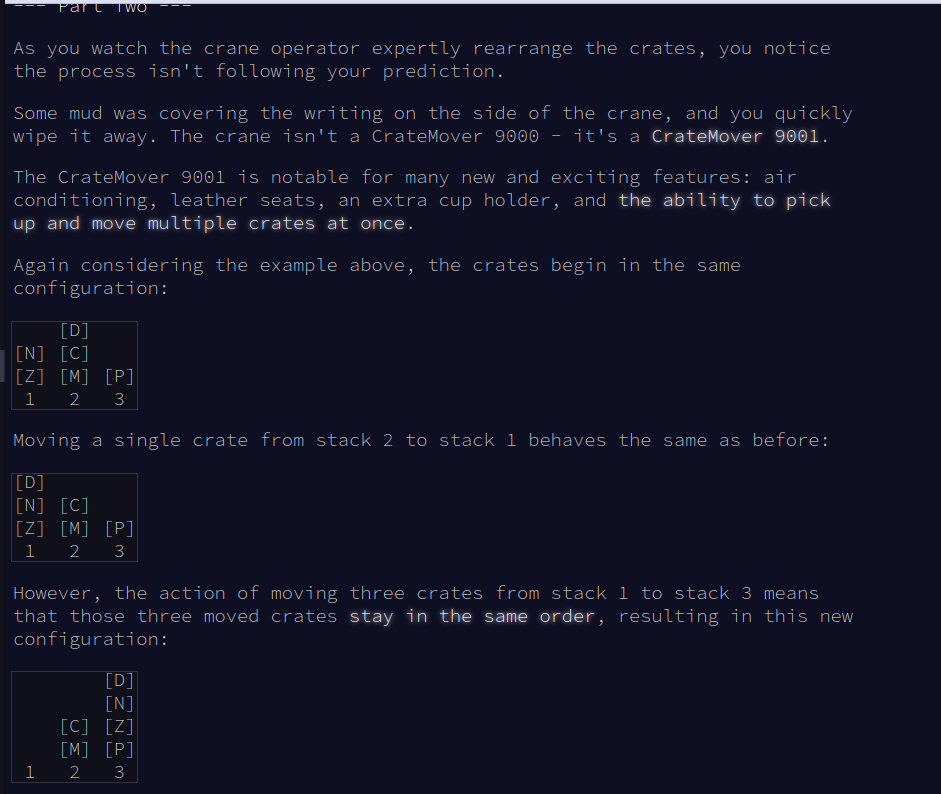 --- Part Two ---
As you watch the crane operator expertly rearrange the crates, you notice
the process isn't following your prediction.
Some mud was covering the writing on the side of the crane, and you quickly
wipe it away. The crane isn't a CrateMover 9000 - it's a CrateMover 9001.
The CrateMover 9001 is notable for many new and exciting features: air
conditioning, leather seats, an extra cup holder, and the ability to pick
up and move multiple crates at once.
Again considering the example above, the crates begin in the same
configuration:
    [D]
[N] [C]
[Z] [M] [P]
 1   2   3
Moving a single crate from stack 2 to stack 1 behaves the same as before:
[D]
[N] [C]
[Z] [M] [P]
 1   2   3
However, the action of moving three crates from stack 1 to stack 3 means
that those three moved crates stay in the same order, resulting in this new
configuration:
        [D]
        [N]
    [C] [Z]
    [M] [P]
 1   2   3